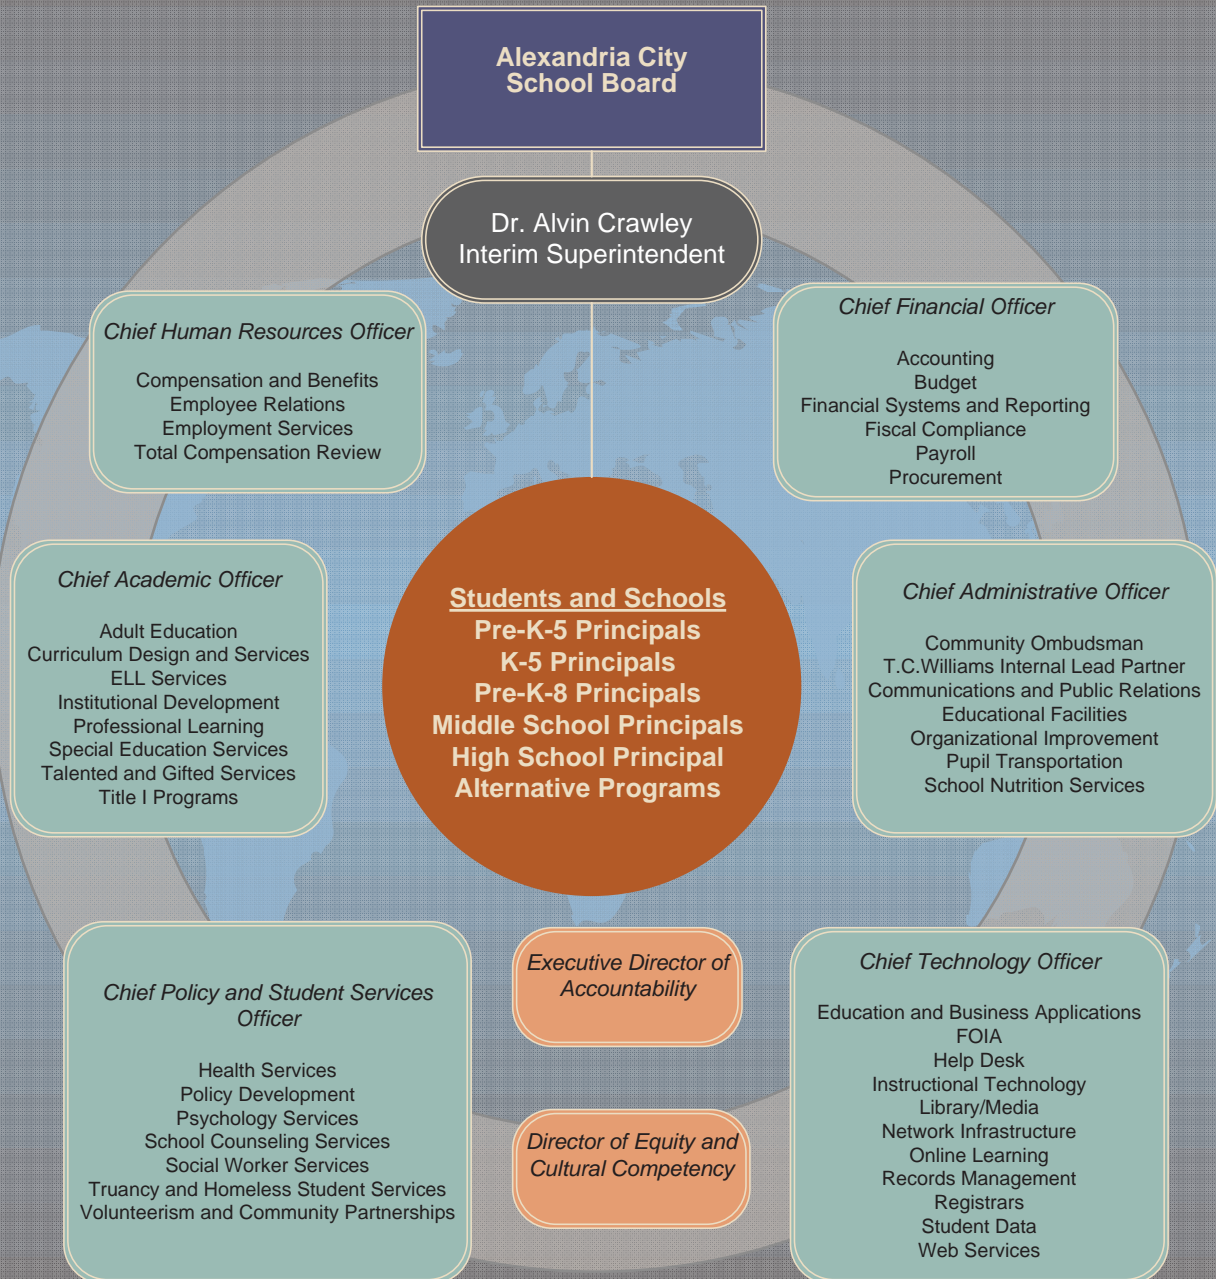 Alexandria City
School Board
Dr. Alvin Crawley
Interim Superintendent
Chief Human Resources Officer
Compensation and Benefits
Employee Relations
Employment Services
Total Compensation Review
Chief Financial Officer
Accounting
Budget
Financial Systems and Reporting
Fiscal Compliance
Payroll
Procurement
Chief Academic Officer
Adult Education
Curriculum Design and Services
ELL Services
Institutional Development
Professional Learning
Special Education Services
Talented and Gifted Services
Title I Programs
Students and Schools
Pre-K-5 Principals
K-5 Principals
Pre-K-8 Principals
Middle School Principals
High School Principal
Alternative Programs
Chief Administrative Officer
Community Ombudsman
T.C.Williams Internal Lead Partner
Communications and Public Relations
Educational Facilities
Organizational Improvement
Pupil Transportation
School Nutrition Services
Chief Policy and Student Services
Officer
Health Services
Policy Development
Psychology Services
School Counseling Services
Social Worker Services
Truancy and Homeless Student Services
Volunteerism and Community Partnerships
Executive Director of
Accountability
Director of Equity and
Cultural Competency
Chief Technology Officer
Education and Business Applications
FOIA
Help Desk
Instructional Technology
Library/Media
Network Infrastructure
Online Learning
Records Management
Registrars
Student Data
Web Services